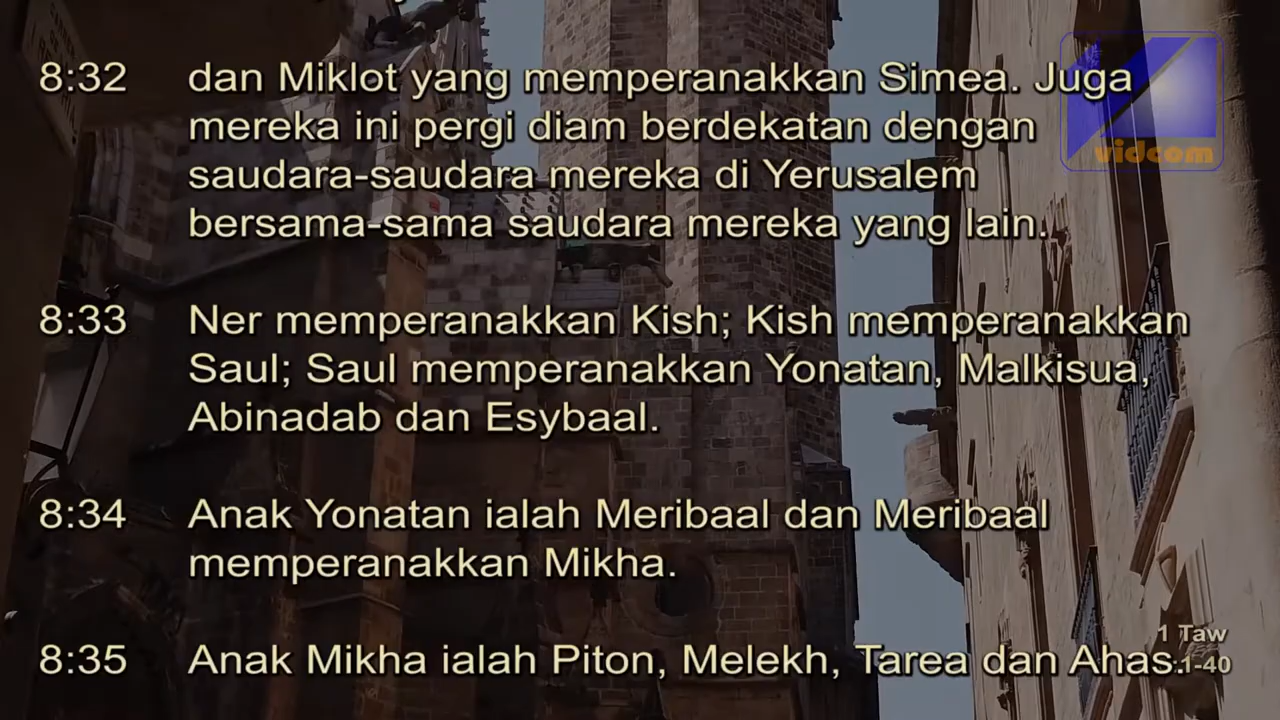 8:32 dan Miklot yang memperanakkan Simea. Juga
mereka ini pergi diam berdekatan dengan
saudara-saudara mereka di Yerusalem
bersama-sama saudara mereka yang lain.
8:33 Ner memperanakkan Kish; Kish memperanakkan
Saul; Saul memperanakkan Yonatan, Malkisua,
Abinadab dan Esybaal.
8:34 Anak Yonatan ialah Meribaal dan Meribaal
memperanakkan Mikha.
8:35 Anak Mikha ialah Piton, Melekh, Tarea dan Ahas.
vidcom
1 Taw
1-40